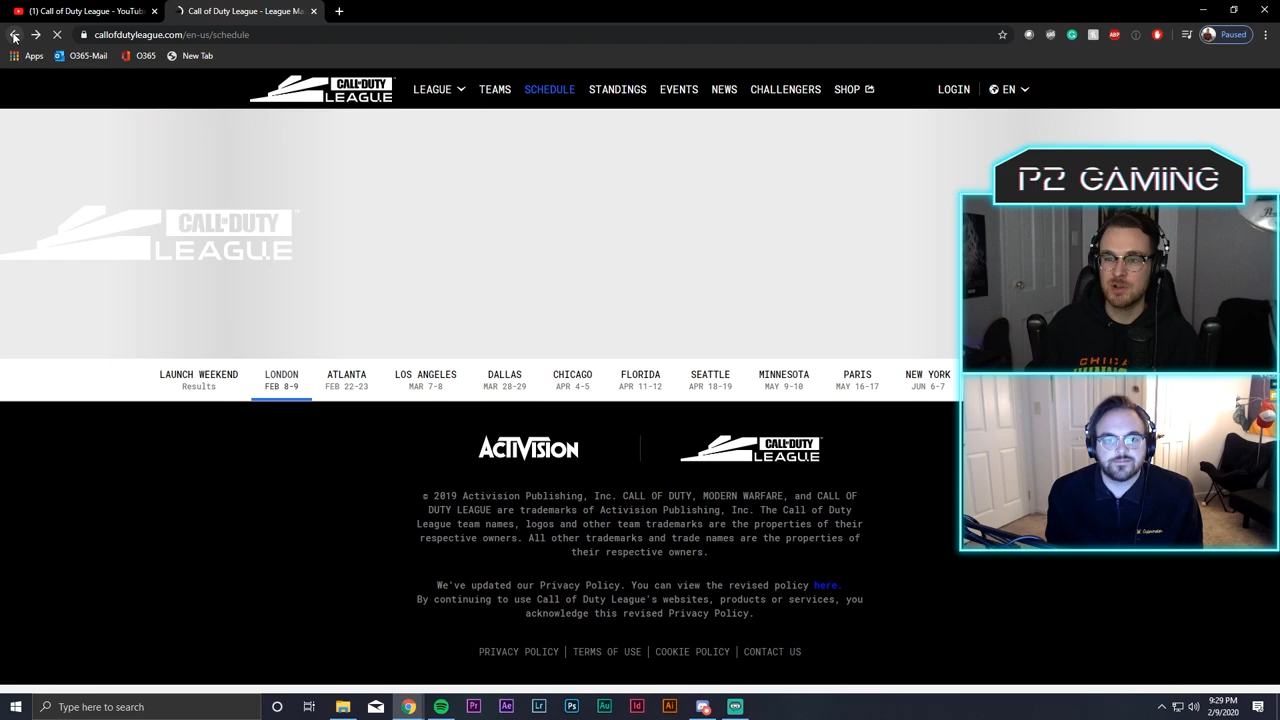 (1) Call of Duty League - YouTub
Call of Duty League - League Ma
callofdutyleague.com/en-us/schedule
Paused
Apps
O365-Mail
O365
New Tab
CALL OF DUTY
LEAGUE
LEAGUE
TEAMS
SCHEDULE
STANDINGS
EVENTS
NEWS
CHALLENGERS
SHOP
LOGIN
EN
PZ GAMING
CALL OF DUTY
LEAGUE
LAUNCH WEEKEND
Results
LONDON
FEB 8-9
ATLANTA
FEB 22-23
LOS ANGELES
MAR 7-8
DALLAS
MAR 28-29
CHICAGO
APR 4-5
FLORIDA
APR 11-12
SEATTLE
APR 18-19
MINNESOTA
MAY 9-10
PARIS
MAY 16-17
NEW YORK
JUN 6-7
ACTIVISION
CALL OF DUTY
LEAGUE
© 2019 Activision Publishing, Inc. CALL OF DUTY, MODERN WARFARE, and CALL OF
DUTY LEAGUE are trademarks of Activision Publishing, Inc. The Call of Duty
League team names, logos and other team trademarks are the properties of their
respective owners. All other trademarks and trade names are the properties of
their respective owners.
We've updated our Privacy Policy. You can view the revised policy here.
By continuing to use Call of Duty League's websites, products or services, you
acknowledge this revised Privacy Policy.
PRIVACY POLICY
TERMS OF USE
COOKIE POLICY
CONTACT US
Type here to search
Pr
Ae
Lr
Ps
Au
Id
Ai
9:29 PM
2/9/2020